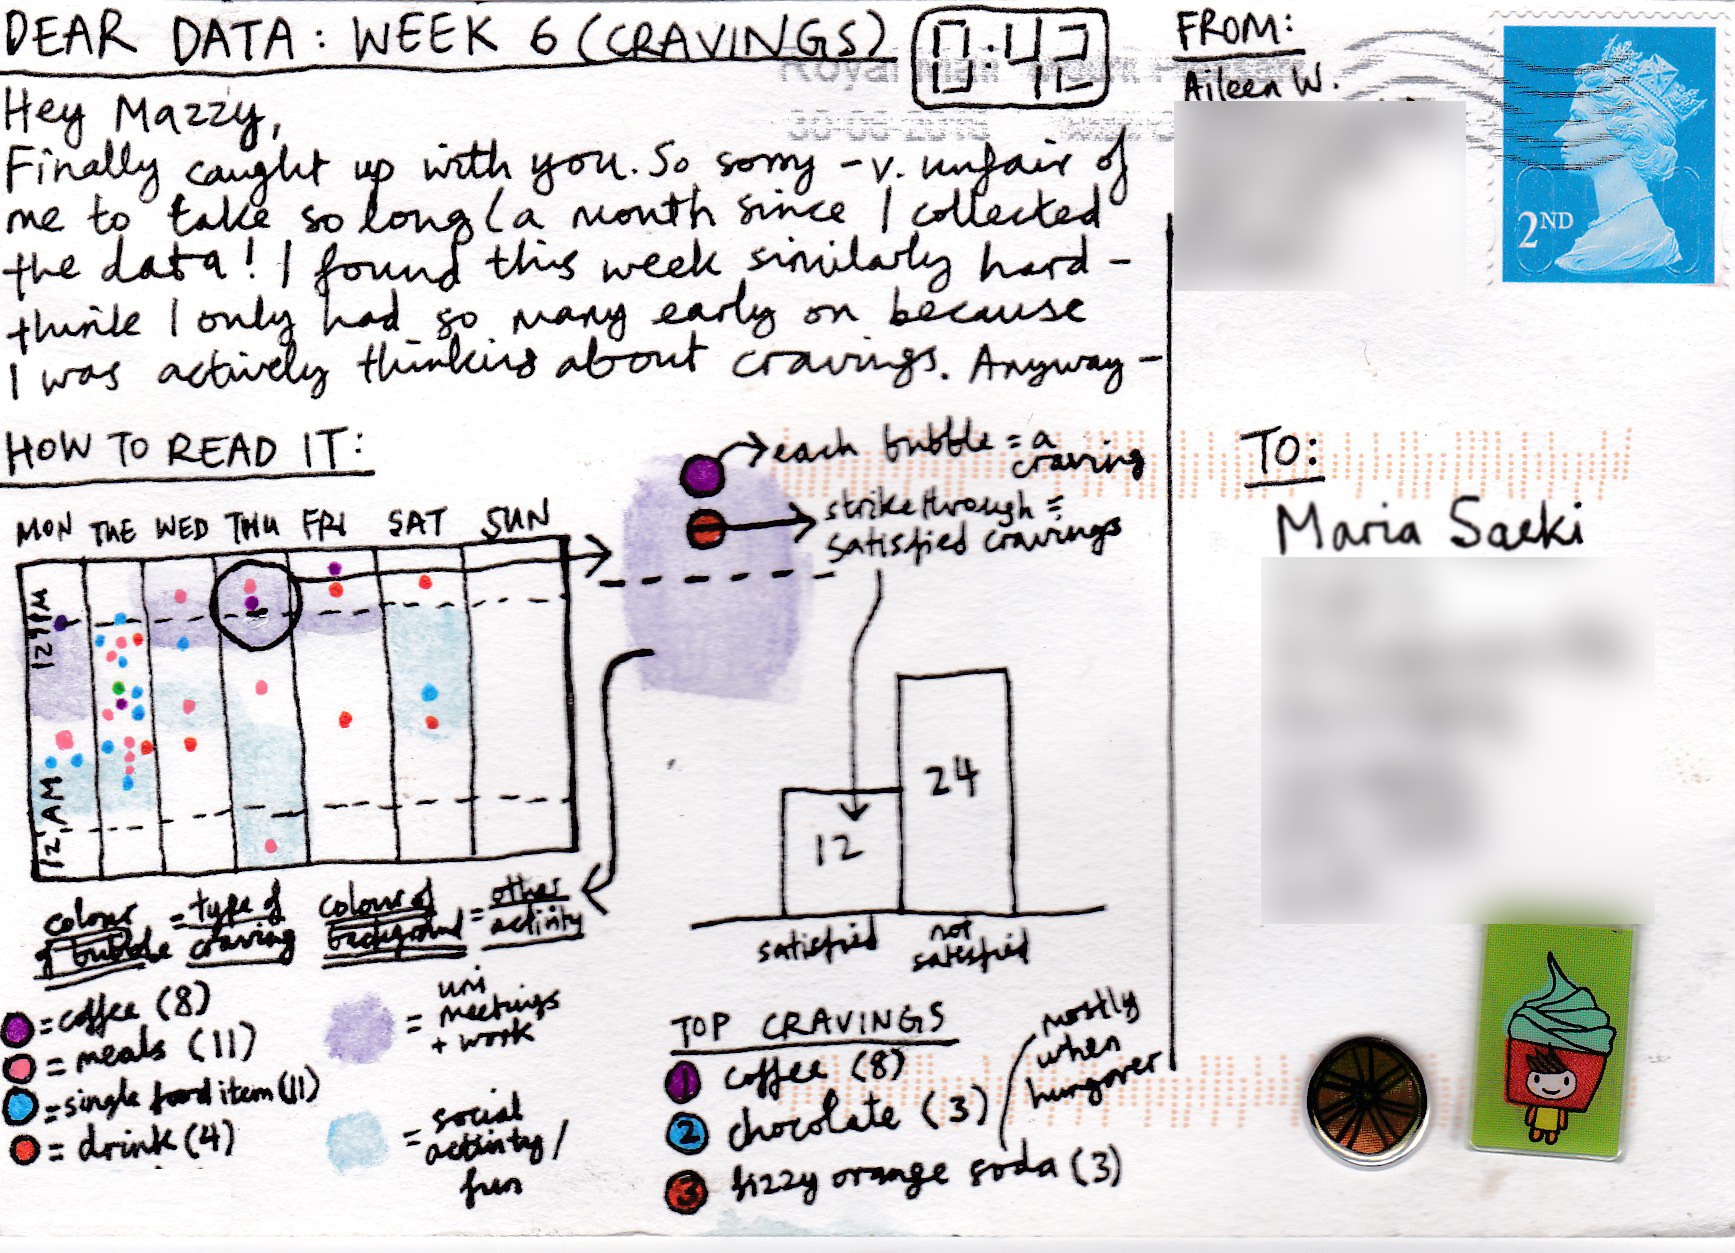 DEAR DATA: WEEK 6 (CRAVINGS)
0:42
Hey Mazzy,
Finally caught up with you. So sorry - v. unfair of
me to take so long (a month since I collected
the data! I found this week similarly hard -
think I only had so many early on because
I was actively thinking about cravings. Anyway -
HOW TO READ IT:
each bubble = a
craving
strikethrough =
satisfied cravings
MON TUE WED THU FRI SAT SUN
12PM
12AM
12
24
satisfied
not
satisfied
colour
of bubble
= type of
craving
colour of
background
= other
activity
= coffee (8)
= meals (11)
= single food item (11)
= drink (4)
= uni
meetings
+ work
= social
activity/
fun
TOP CRAVINGS
1 coffee (8)
2 chocolate (3)
3 fizzy orange soda (3)
mostly
when
hungover
FROM:
Aileen W.
2ND
Royal Mail
TO:
Maria Saeki